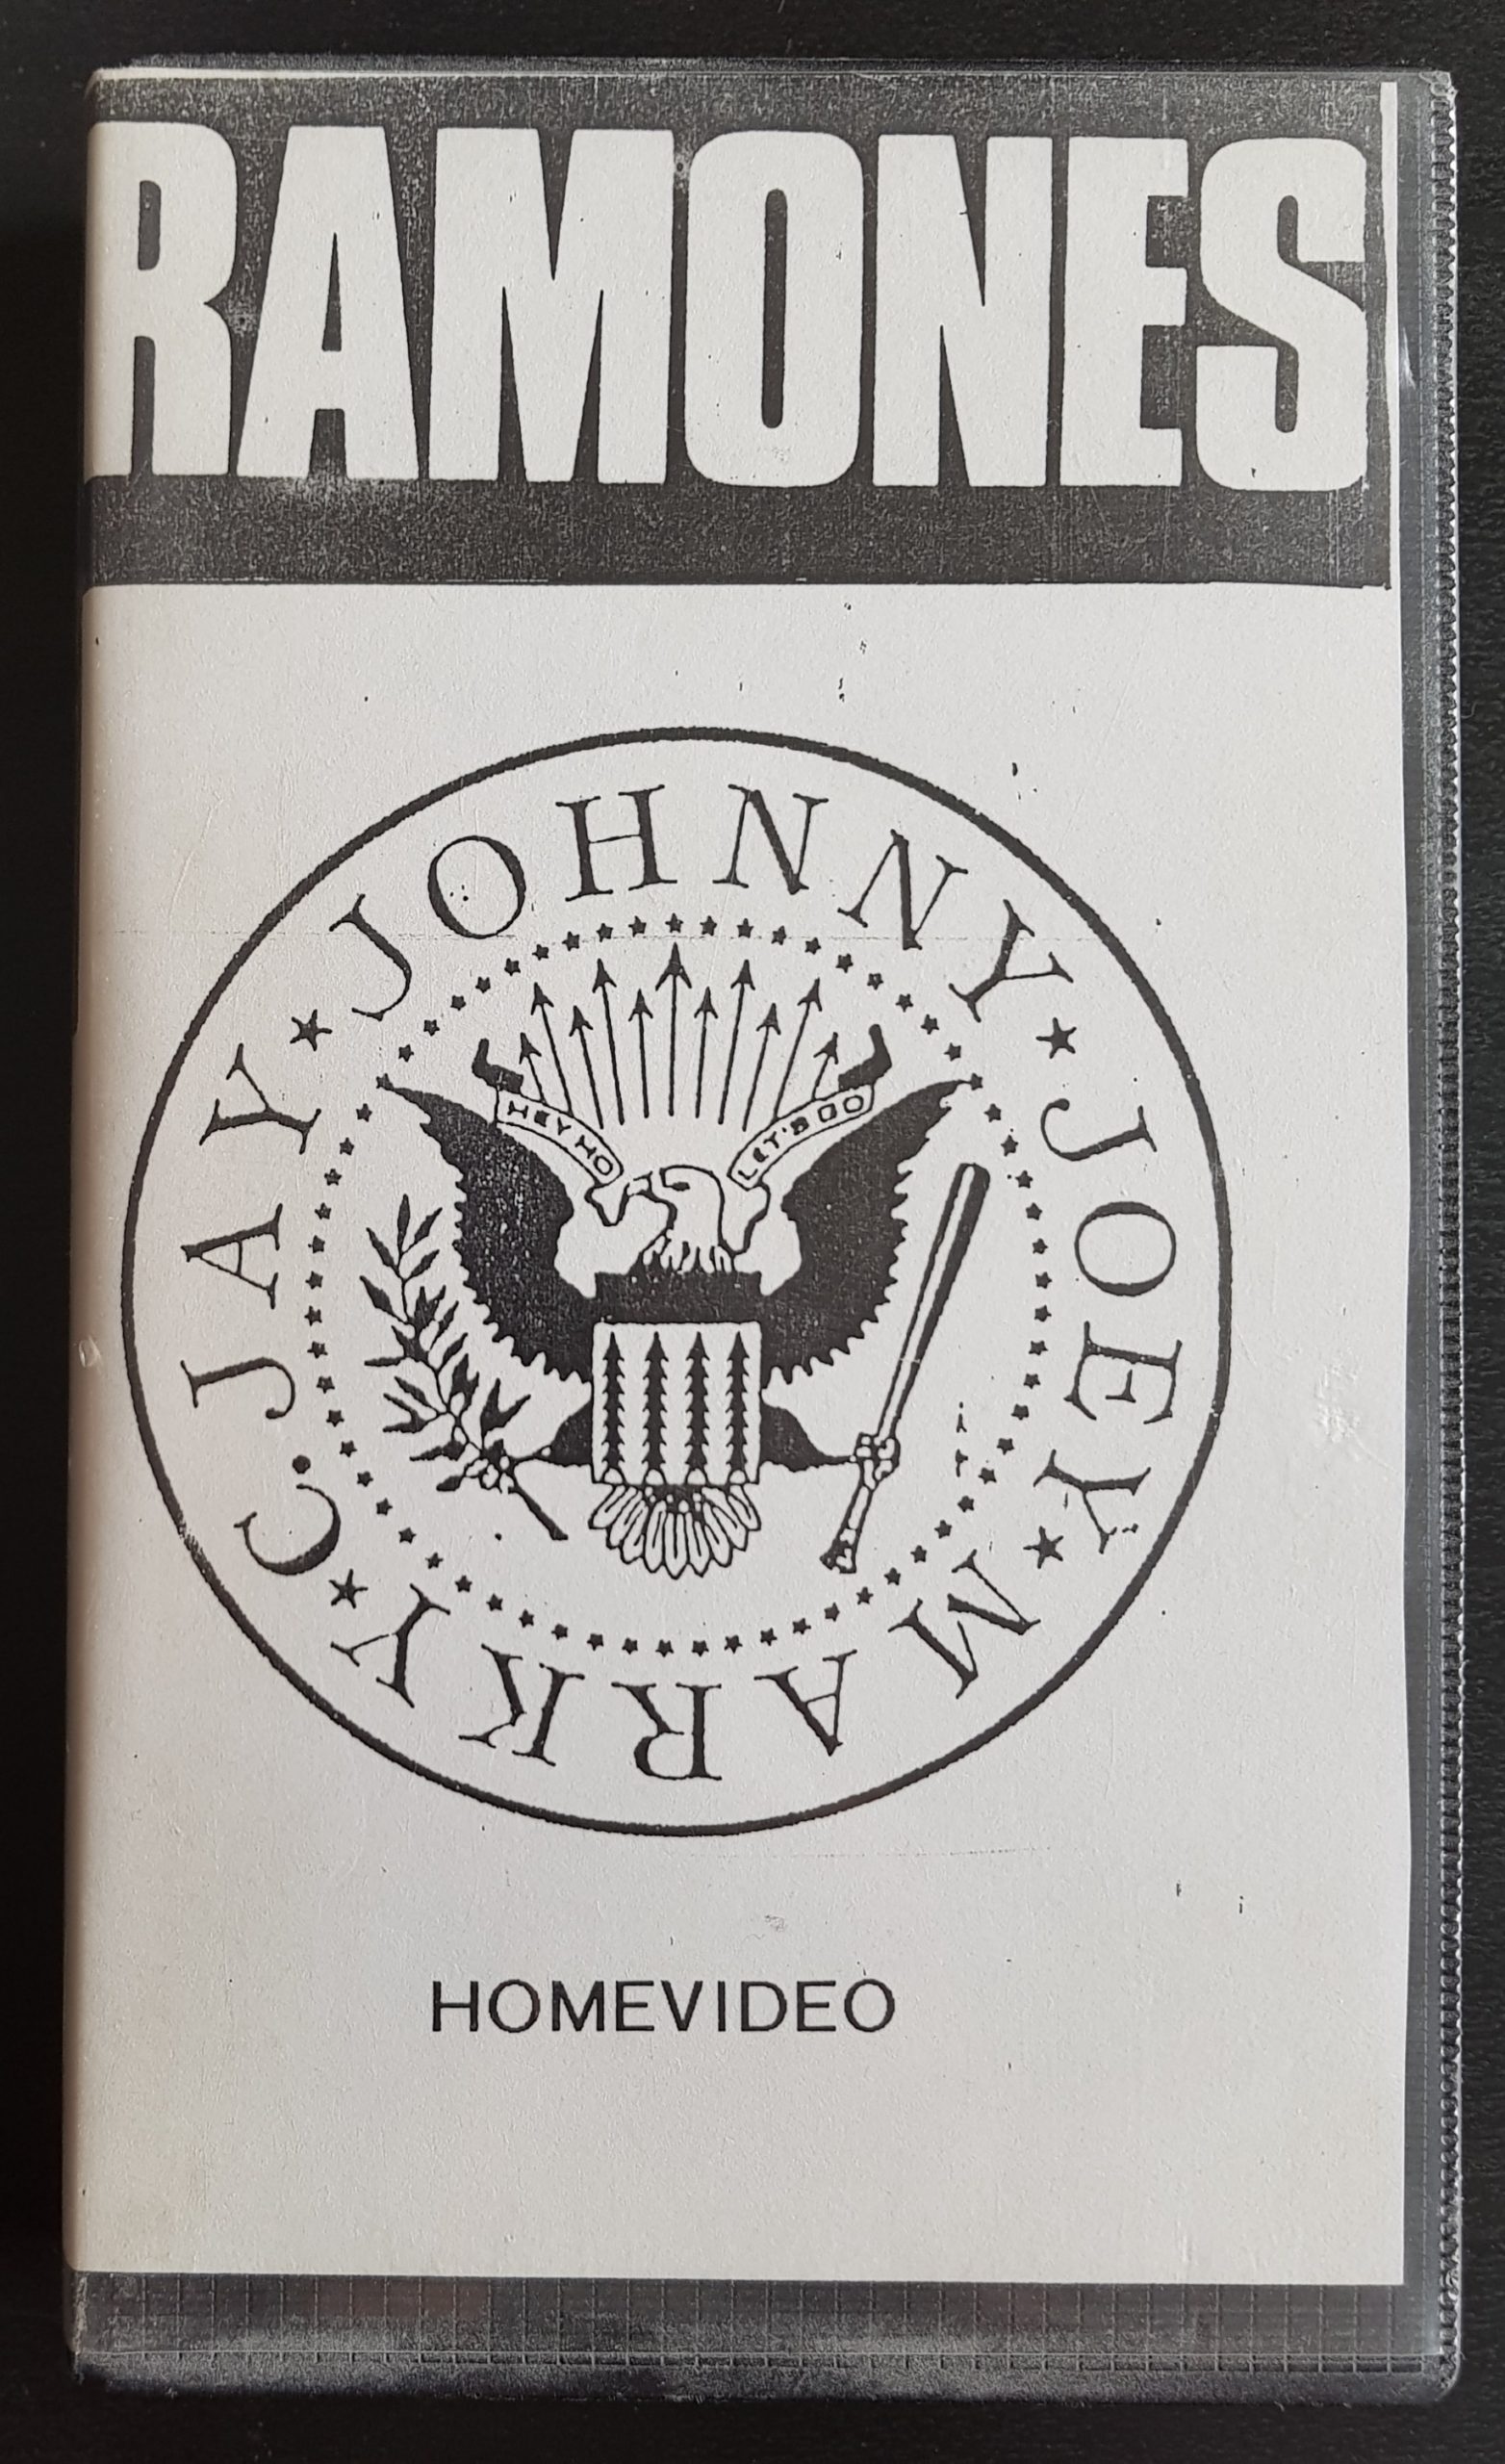 RAMONES
JOHNNY ★ JOEY ★ MARKY ★ C. JAY ★
HEY HO
LET'S GO
HOMEVIDEO